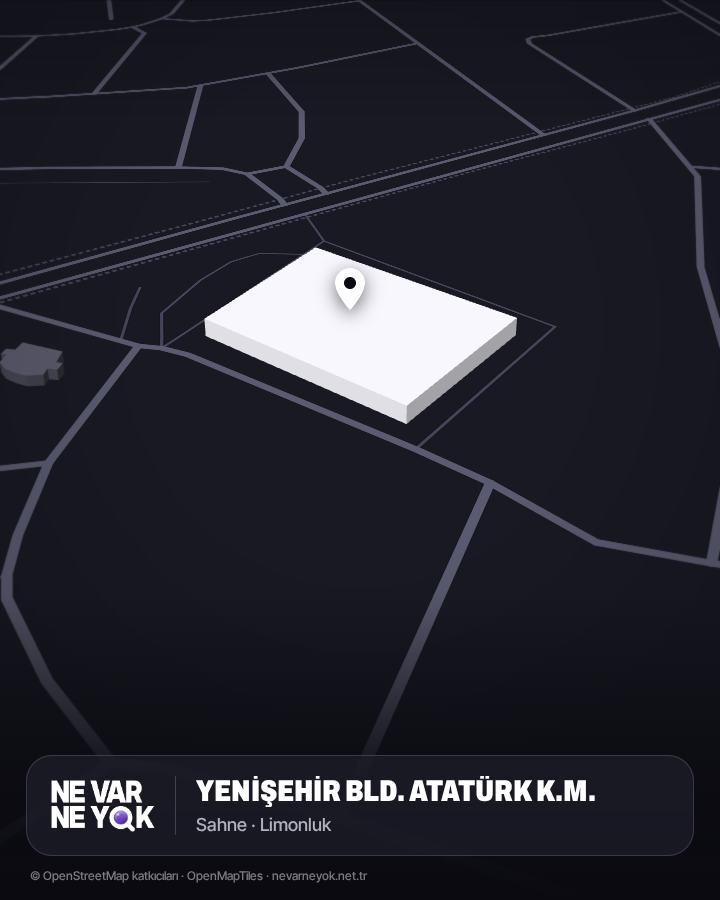 NE VAR
NE YOK
YENİŞEHİR BLD. ATATÜRK K.M.
Sahne · Limonluk
© OpenStreetMap katkıcıları · OpenMapTiles · nevarneyok.net.tr